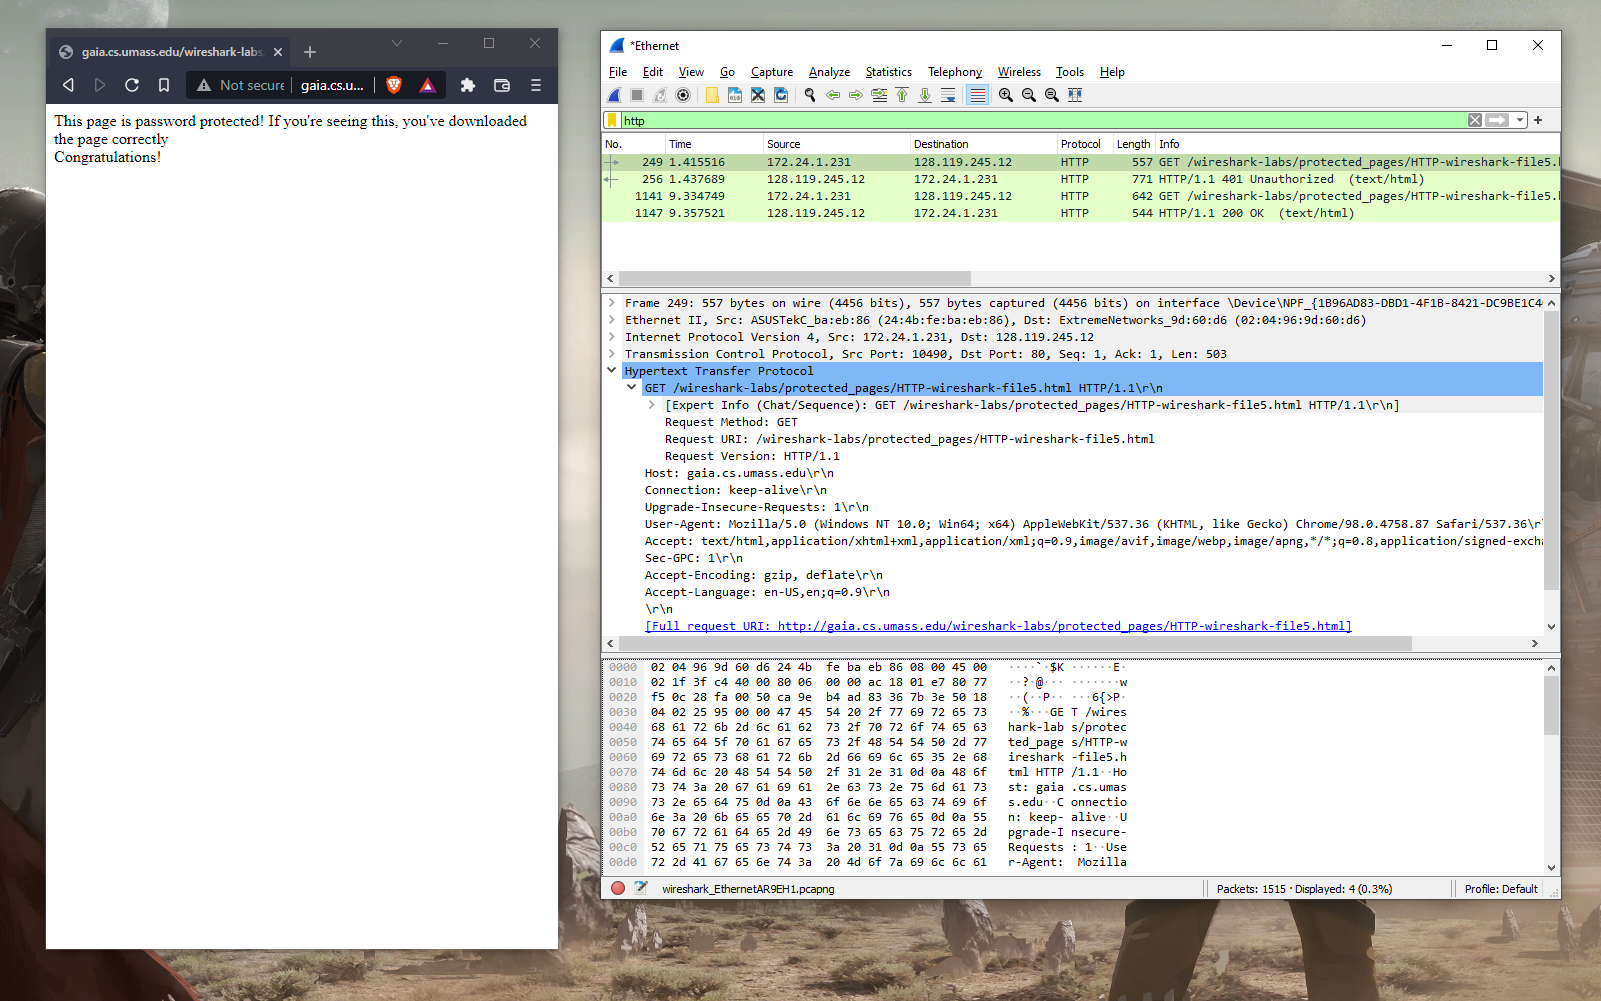 gaia.cs.umass.edu/wireshark-labs
Not secure
gaia.cs.u...
This page is password protected! If you're seeing this, you've downloaded
the page correctly
Congratulations!
*Ethernet
File Edit View Go Capture Analyze Statistics Telephony Wireless Tools Help
http
No. Time Source Destination Protocol Length Info
249 1.415516 172.24.1.231 128.119.245.12 HTTP 557 GET /wireshark-labs/protected_pages/HTTP-wireshark-file5.h
256 1.437689 128.119.245.12 172.24.1.231 HTTP 771 HTTP/1.1 401 Unauthorized (text/html)
1141 9.334749 172.24.1.231 128.119.245.12 HTTP 642 GET /wireshark-labs/protected_pages/HTTP-wireshark-file5.h
1147 9.357521 128.119.245.12 172.24.1.231 HTTP 544 HTTP/1.1 200 OK (text/html)
Frame 249: 557 bytes on wire (4456 bits), 557 bytes captured (4456 bits) on interface \Device\NPF_{1B96AD83-DBD1-4F1B-8421-DC9BE1C4
Ethernet II, Src: ASUSTekC_ba:eb:86 (24:4b:fe:ba:eb:86), Dst: ExtremeNetworks_9d:60:d6 (02:04:96:9d:60:d6)
Internet Protocol Version 4, Src: 172.24.1.231, Dst: 128.119.245.12
Transmission Control Protocol, Src Port: 10490, Dst Port: 80, Seq: 1, Ack: 1, Len: 503
Hypertext Transfer Protocol
GET /wireshark-labs/protected_pages/HTTP-wireshark-file5.html HTTP/1.1\r\n
[Expert Info (Chat/Sequence): GET /wireshark-labs/protected_pages/HTTP-wireshark-file5.html HTTP/1.1\r\n]
Request Method: GET
Request URI: /wireshark-labs/protected_pages/HTTP-wireshark-file5.html
Request Version: HTTP/1.1
Host: gaia.cs.umass.edu\r\n
Connection: keep-alive\r\n
Upgrade-Insecure-Requests: 1\r\n
User-Agent: Mozilla/5.0 (Windows NT 10.0; Win64; x64) AppleWebKit/537.36 (KHTML, like Gecko) Chrome/98.0.4758.87 Safari/537.36\r
Accept: text/html,application/xhtml+xml,application/xml;q=0.9,image/avif,image/webp,image/apng,*/*;q=0.8,application/signed-excha
Sec-GPC: 1\r\n
Accept-Encoding: gzip, deflate\r\n
Accept-Language: en-US,en;q=0.9\r\n
\r\n
[Full request URI: http://gaia.cs.umass.edu/wireshark-labs/protected_pages/HTTP-wireshark-file5.html]
0000 02 04 96 9d 60 d6 24 4b fe ba eb 86 08 00 45 00 ····`·$K ······E·
0010 02 1f 3f c4 40 00 80 06 00 00 ac 18 01 e7 80 77 ··?·@··· ·······w
0020 f5 0c 28 fa 00 50 ca 9e b4 ad 83 36 7b 3e 50 18 ··(··P·· ···6{>P·
0030 04 02 25 95 00 00 47 45 54 20 2f 77 69 72 65 73 ··%···GE T /wires
0040 68 61 72 6b 2d 6c 61 62 73 2f 70 72 6f 74 65 63 hark-lab s/protec
0050 74 65 64 5f 70 61 67 65 73 2f 48 54 54 50 2d 77 ted_page s/HTTP-w
0060 69 72 65 73 68 61 72 6b 2d 66 69 6c 65 35 2e 68 ireshark -file5.h
0070 74 6d 6c 20 48 54 54 50 2f 31 2e 31 0d 0a 48 6f tml HTTP /1.1··Ho
0080 73 74 3a 20 67 61 69 61 2e 63 73 2e 75 6d 61 73 st: gaia .cs.umas
0090 73 2e 65 64 75 0d 0a 43 6f 6e 6e 65 63 74 69 6f s.edu··C onnectio
00a0 6e 3a 20 6b 65 65 70 2d 61 6c 69 76 65 0d 0a 55 n: keep- alive··U
00b0 70 67 72 61 64 65 2d 49 6e 73 65 63 75 72 65 2d pgrade-I nsecure-
00c0 52 65 71 75 65 73 74 73 3a 20 31 0d 0a 55 73 65 Requests : 1··Use
00d0 72 2d 41 67 65 6e 74 3a 20 4d 6f 7a 69 6c 6c 61 r-Agent: Mozilla
wireshark_EthernetAR9EH1.pcapng
Packets: 1515 · Displayed: 4 (0.3%)
Profile: Default